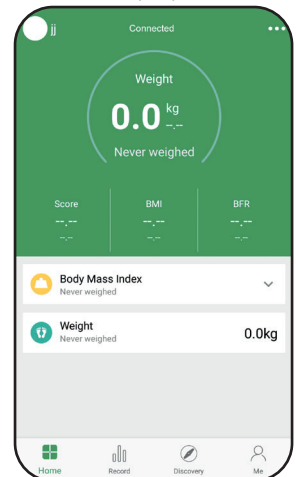 jj
Connected
Weight
0.0 kg
--.--
Never weighed
Score BMI BFR
--.-- --.-- --.--
--.-- --.-- --.--
Body Mass Index
Never weighed
Weight
Never weighed
0.0kg
Home Record Discovery Me